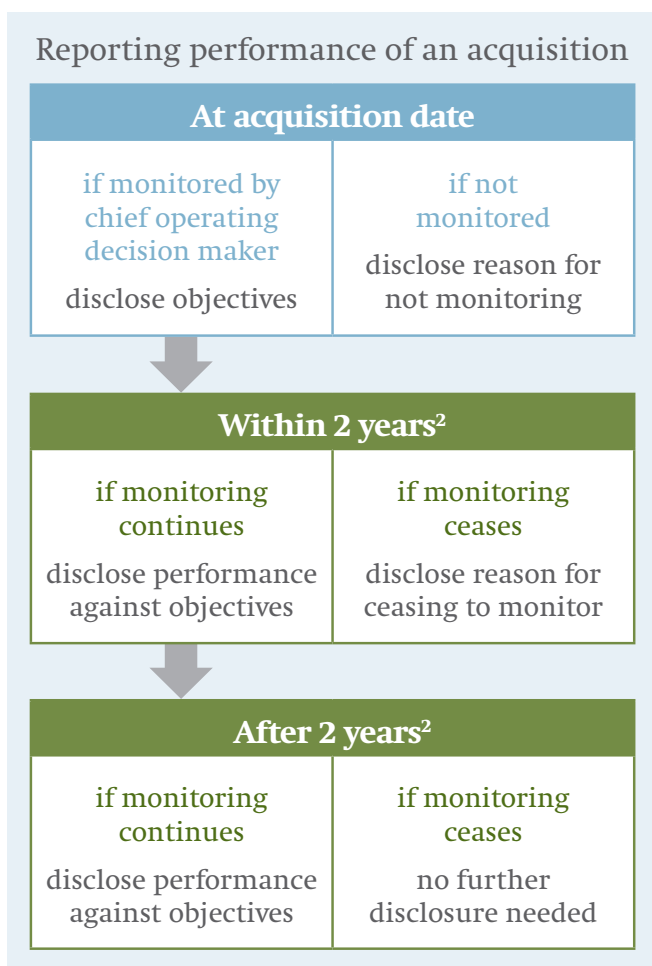 Reporting performance of an acquisition
At acquisition date
if monitored by
chief operating
decision maker
disclose objectives
if not
monitored
disclose reason for
not monitoring
Within 2 years²
if monitoring
continues
disclose performance
against objectives
if monitoring
ceases
disclose reason for
ceasing to monitor
After 2 years²
if monitoring
continues
disclose performance
against objectives
if monitoring
ceases
no further
disclosure needed